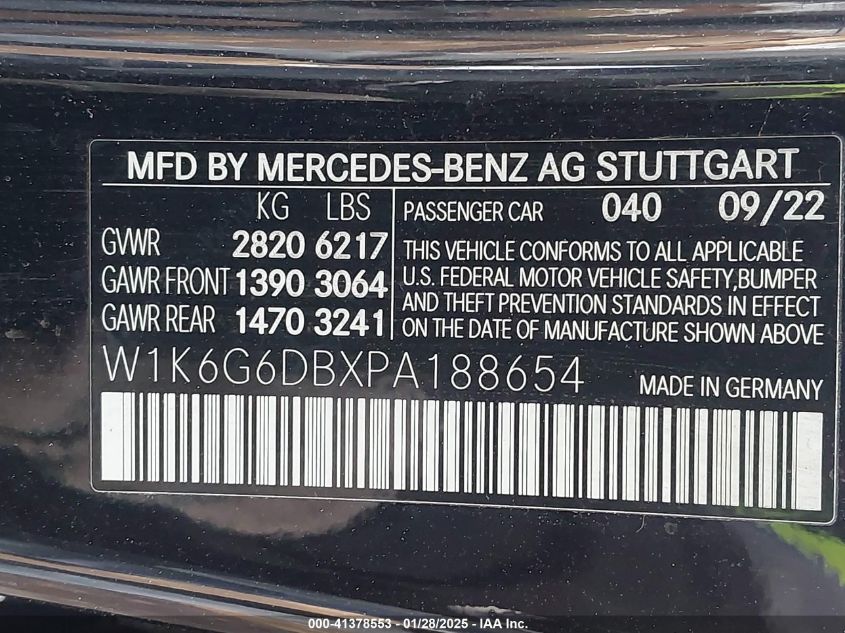 MFD BY MERCEDES-BENZ AG STUTTGART
KG LBS
GVWR 2820 6217
GAWR FRONT 1390 3064
GAWR REAR 1470 3241
PASSENGER CAR 040 09/22
THIS VEHICLE CONFORMS TO ALL APPLICABLE
U.S. FEDERAL MOTOR VEHICLE SAFETY,BUMPER
AND THEFT PREVENTION STANDARDS IN EFFECT
ON THE DATE OF MANUFACTURE SHOWN ABOVE
W1K6G6DBXPA188654
MADE IN GERMANY
000-41378553 - 01/28/2025 - IAA Inc.